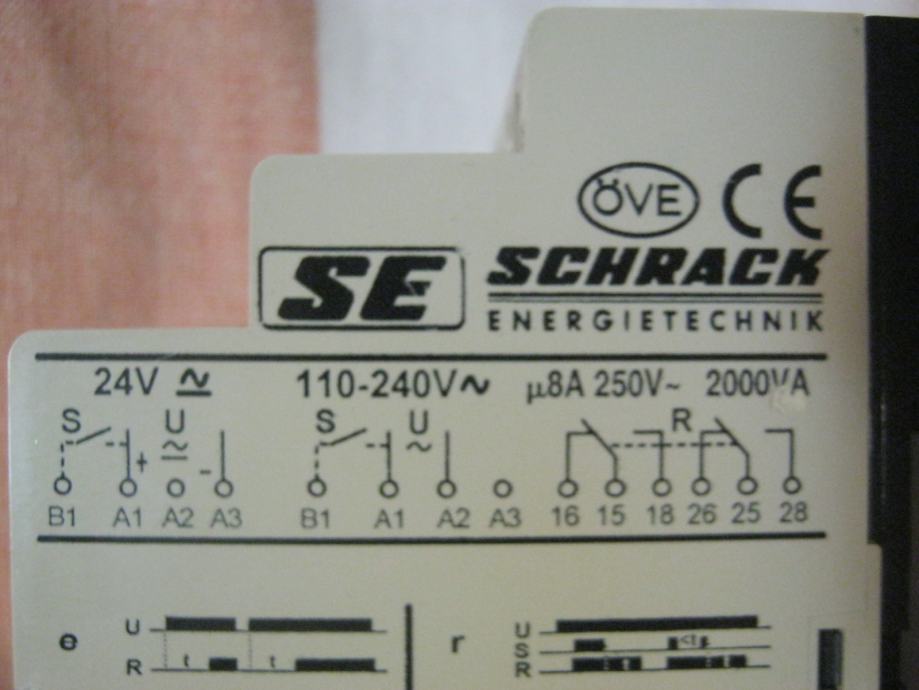 ÖVE CE
SE SCHRACK
ENERGIETECHNIK
24V ≂ 110-240V~ µ8A 250V~ 2000VA
S U S U R
+ ≂ - ~
B1 A1 A2 A3 B1 A1 A2 A3 16 15 18 26 25 28
e U r U
S <t
R t t R t t